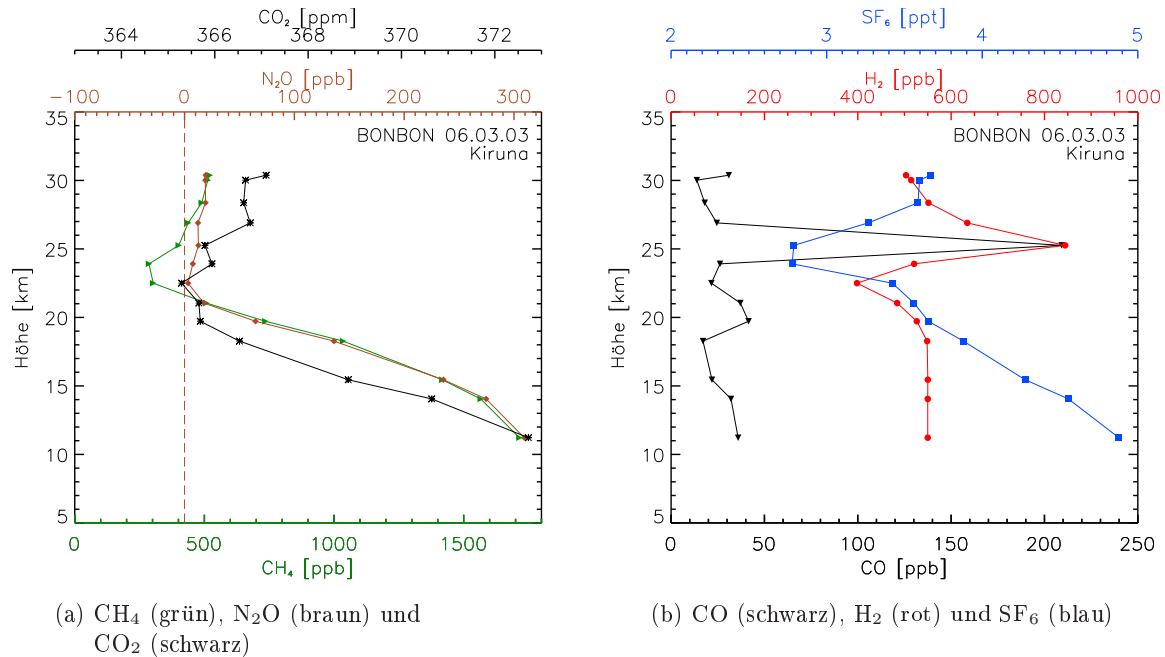 CO₂ [ppm]
364 366 368 370 372
N₂O [ppb]
−100 0 100 200 300
35
30
25
20
15
10
5
Höhe [km]
BONBON 06.03.03
Kiruna
0 500 1000 1500
CH₄ [ppb]
(a) CH₄ (grün), N₂O (braun) und
CO₂ (schwarz)
SF₆ [ppt]
2 3 4 5
H₂ [ppb]
0 200 400 600 800 1000
35
30
25
20
15
10
5
Höhe [km]
BONBON 06.03.03
Kiruna
0 50 100 150 200 250
CO [ppb]
(b) CO (schwarz), H₂ (rot) und SF₆ (blau)